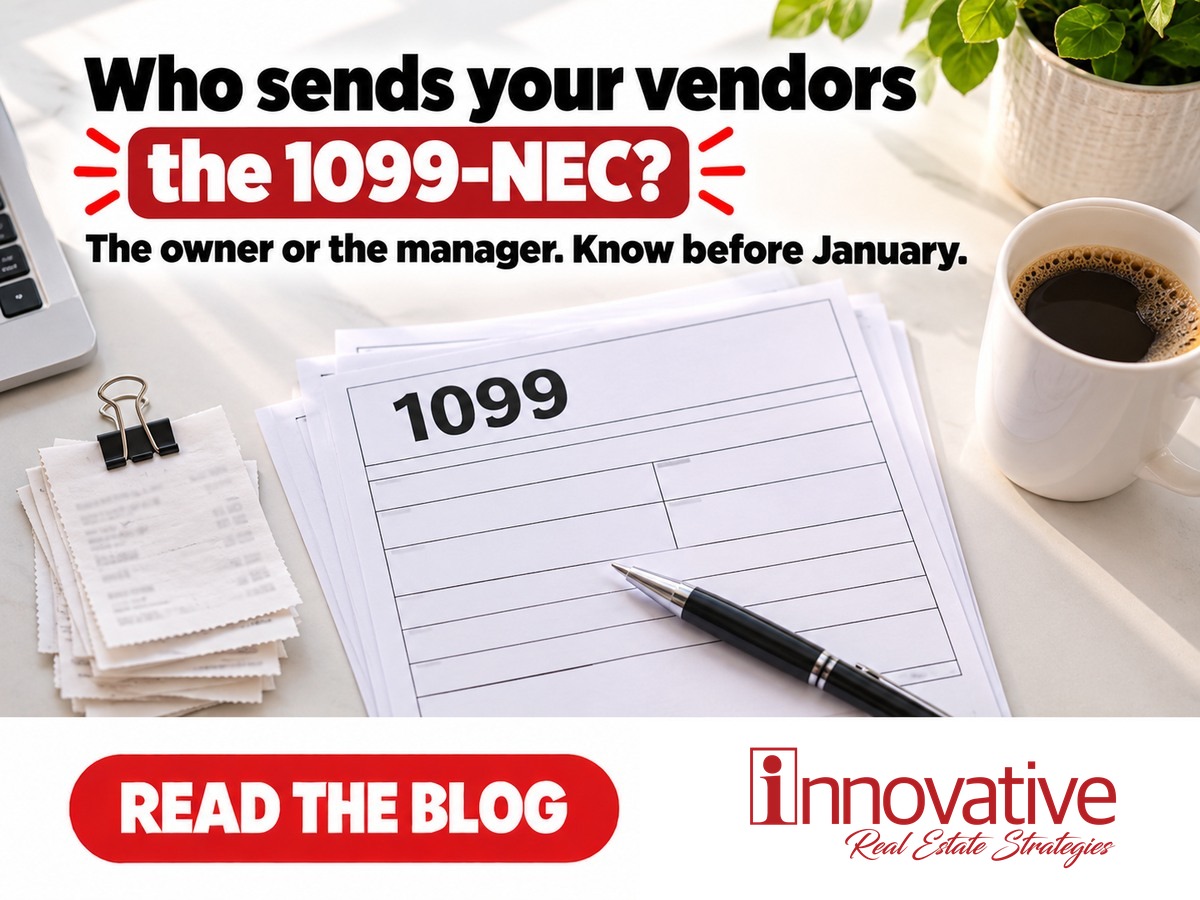 Who sends your vendors
the 1099-NEC?
The owner or the manager. Know before January.
1099
READ THE BLOG
innovative
Real Estate Strategies